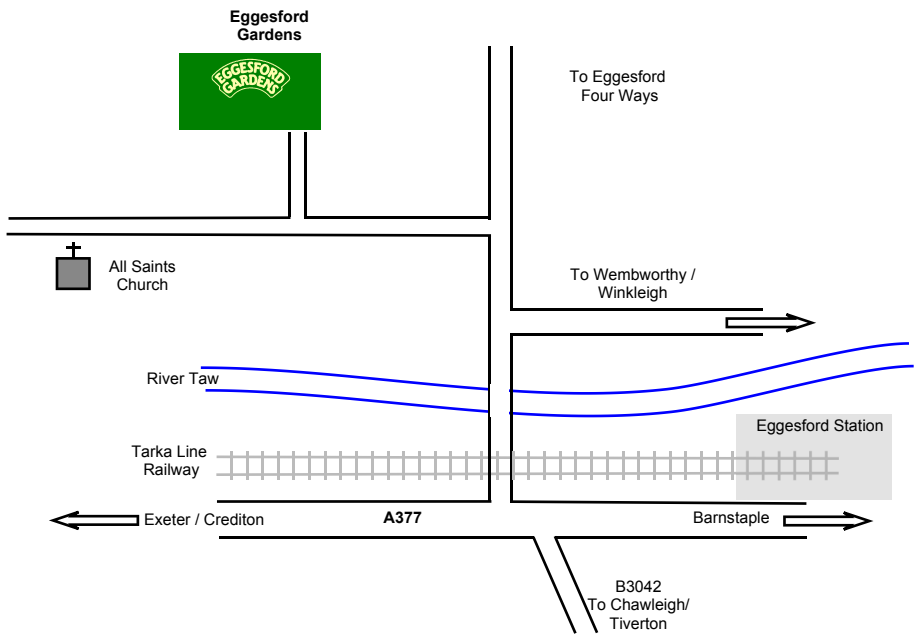 Eggesford
Gardens
EGGESFORD
GARDENS
To Eggesford
Four Ways
All Saints
Church
To Wembworthy /
Winkleigh
River Taw
Eggesford Station
Tarka Line
Railway
Exeter / Crediton
A377
Barnstaple
B3042
To Chawleigh/
Tiverton